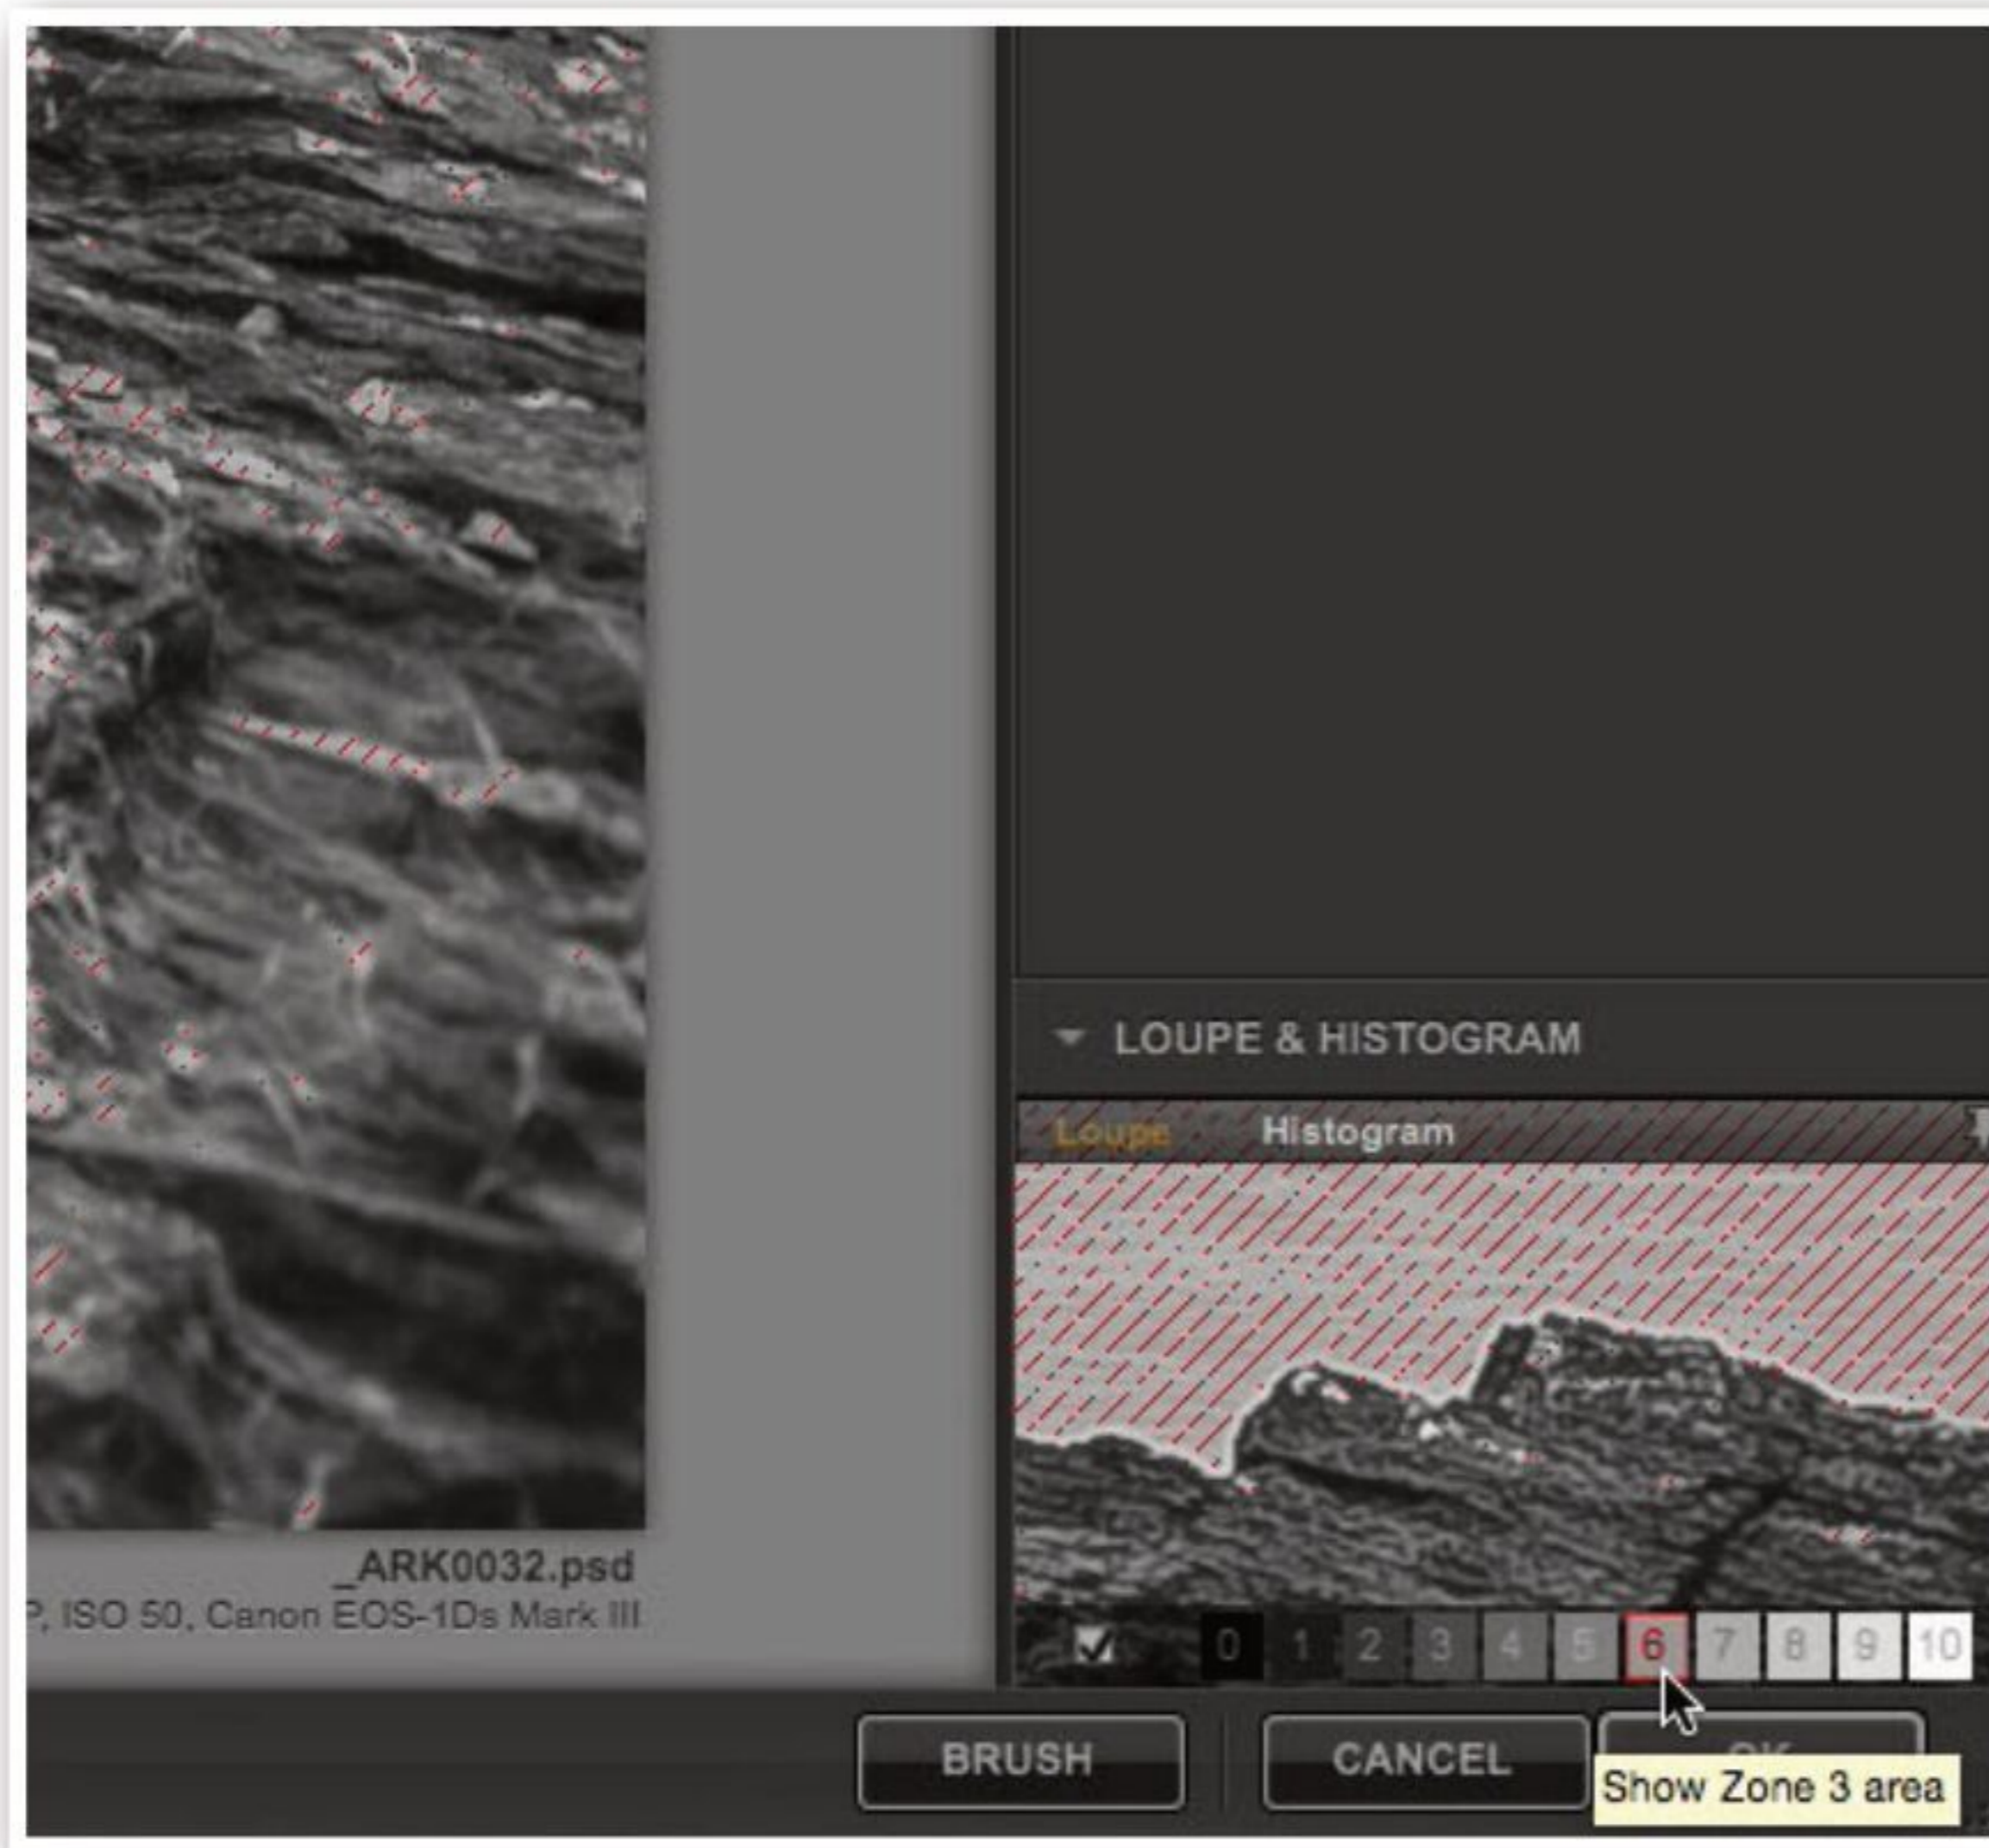 LOUPE & HISTOGRAM
Loupe Histogram
_ARK0032.psd
P, ISO 50, Canon EOS-1Ds Mark III
0 1 2 3 4 5 6 7 8 9 10
BRUSH CANCEL OK
Show Zone 3 area